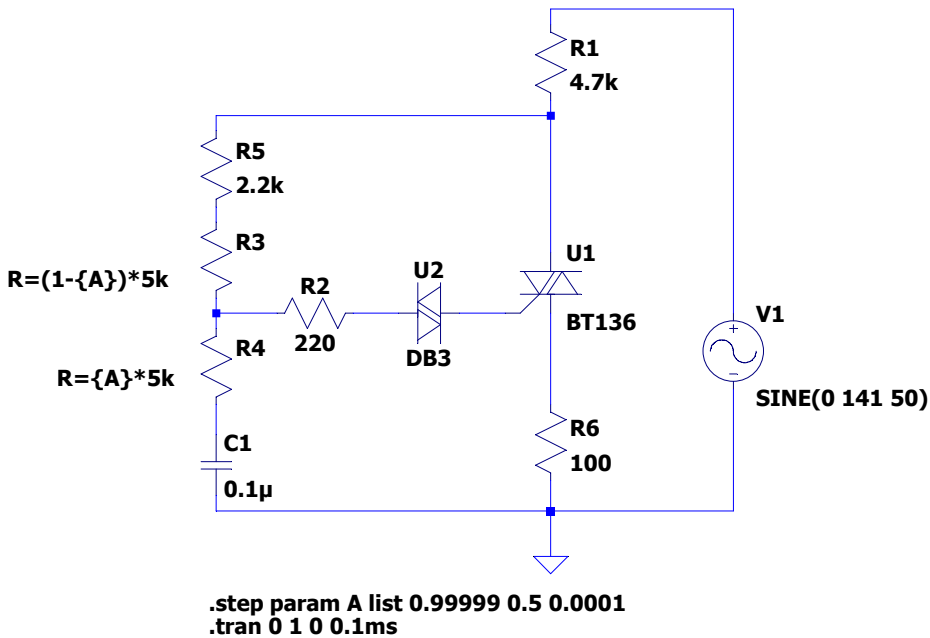 R1
4.7k
R5
2.2k
R3
R=(1-{A})*5k
R2
220
U2
DB3
U1
BT136
R4
R={A}*5k
V1
+
−
SINE(0 141 50)
C1
0.1µ
R6
100
.step param A list 0.99999 0.5 0.0001
.tran 0 1 0 0.1ms